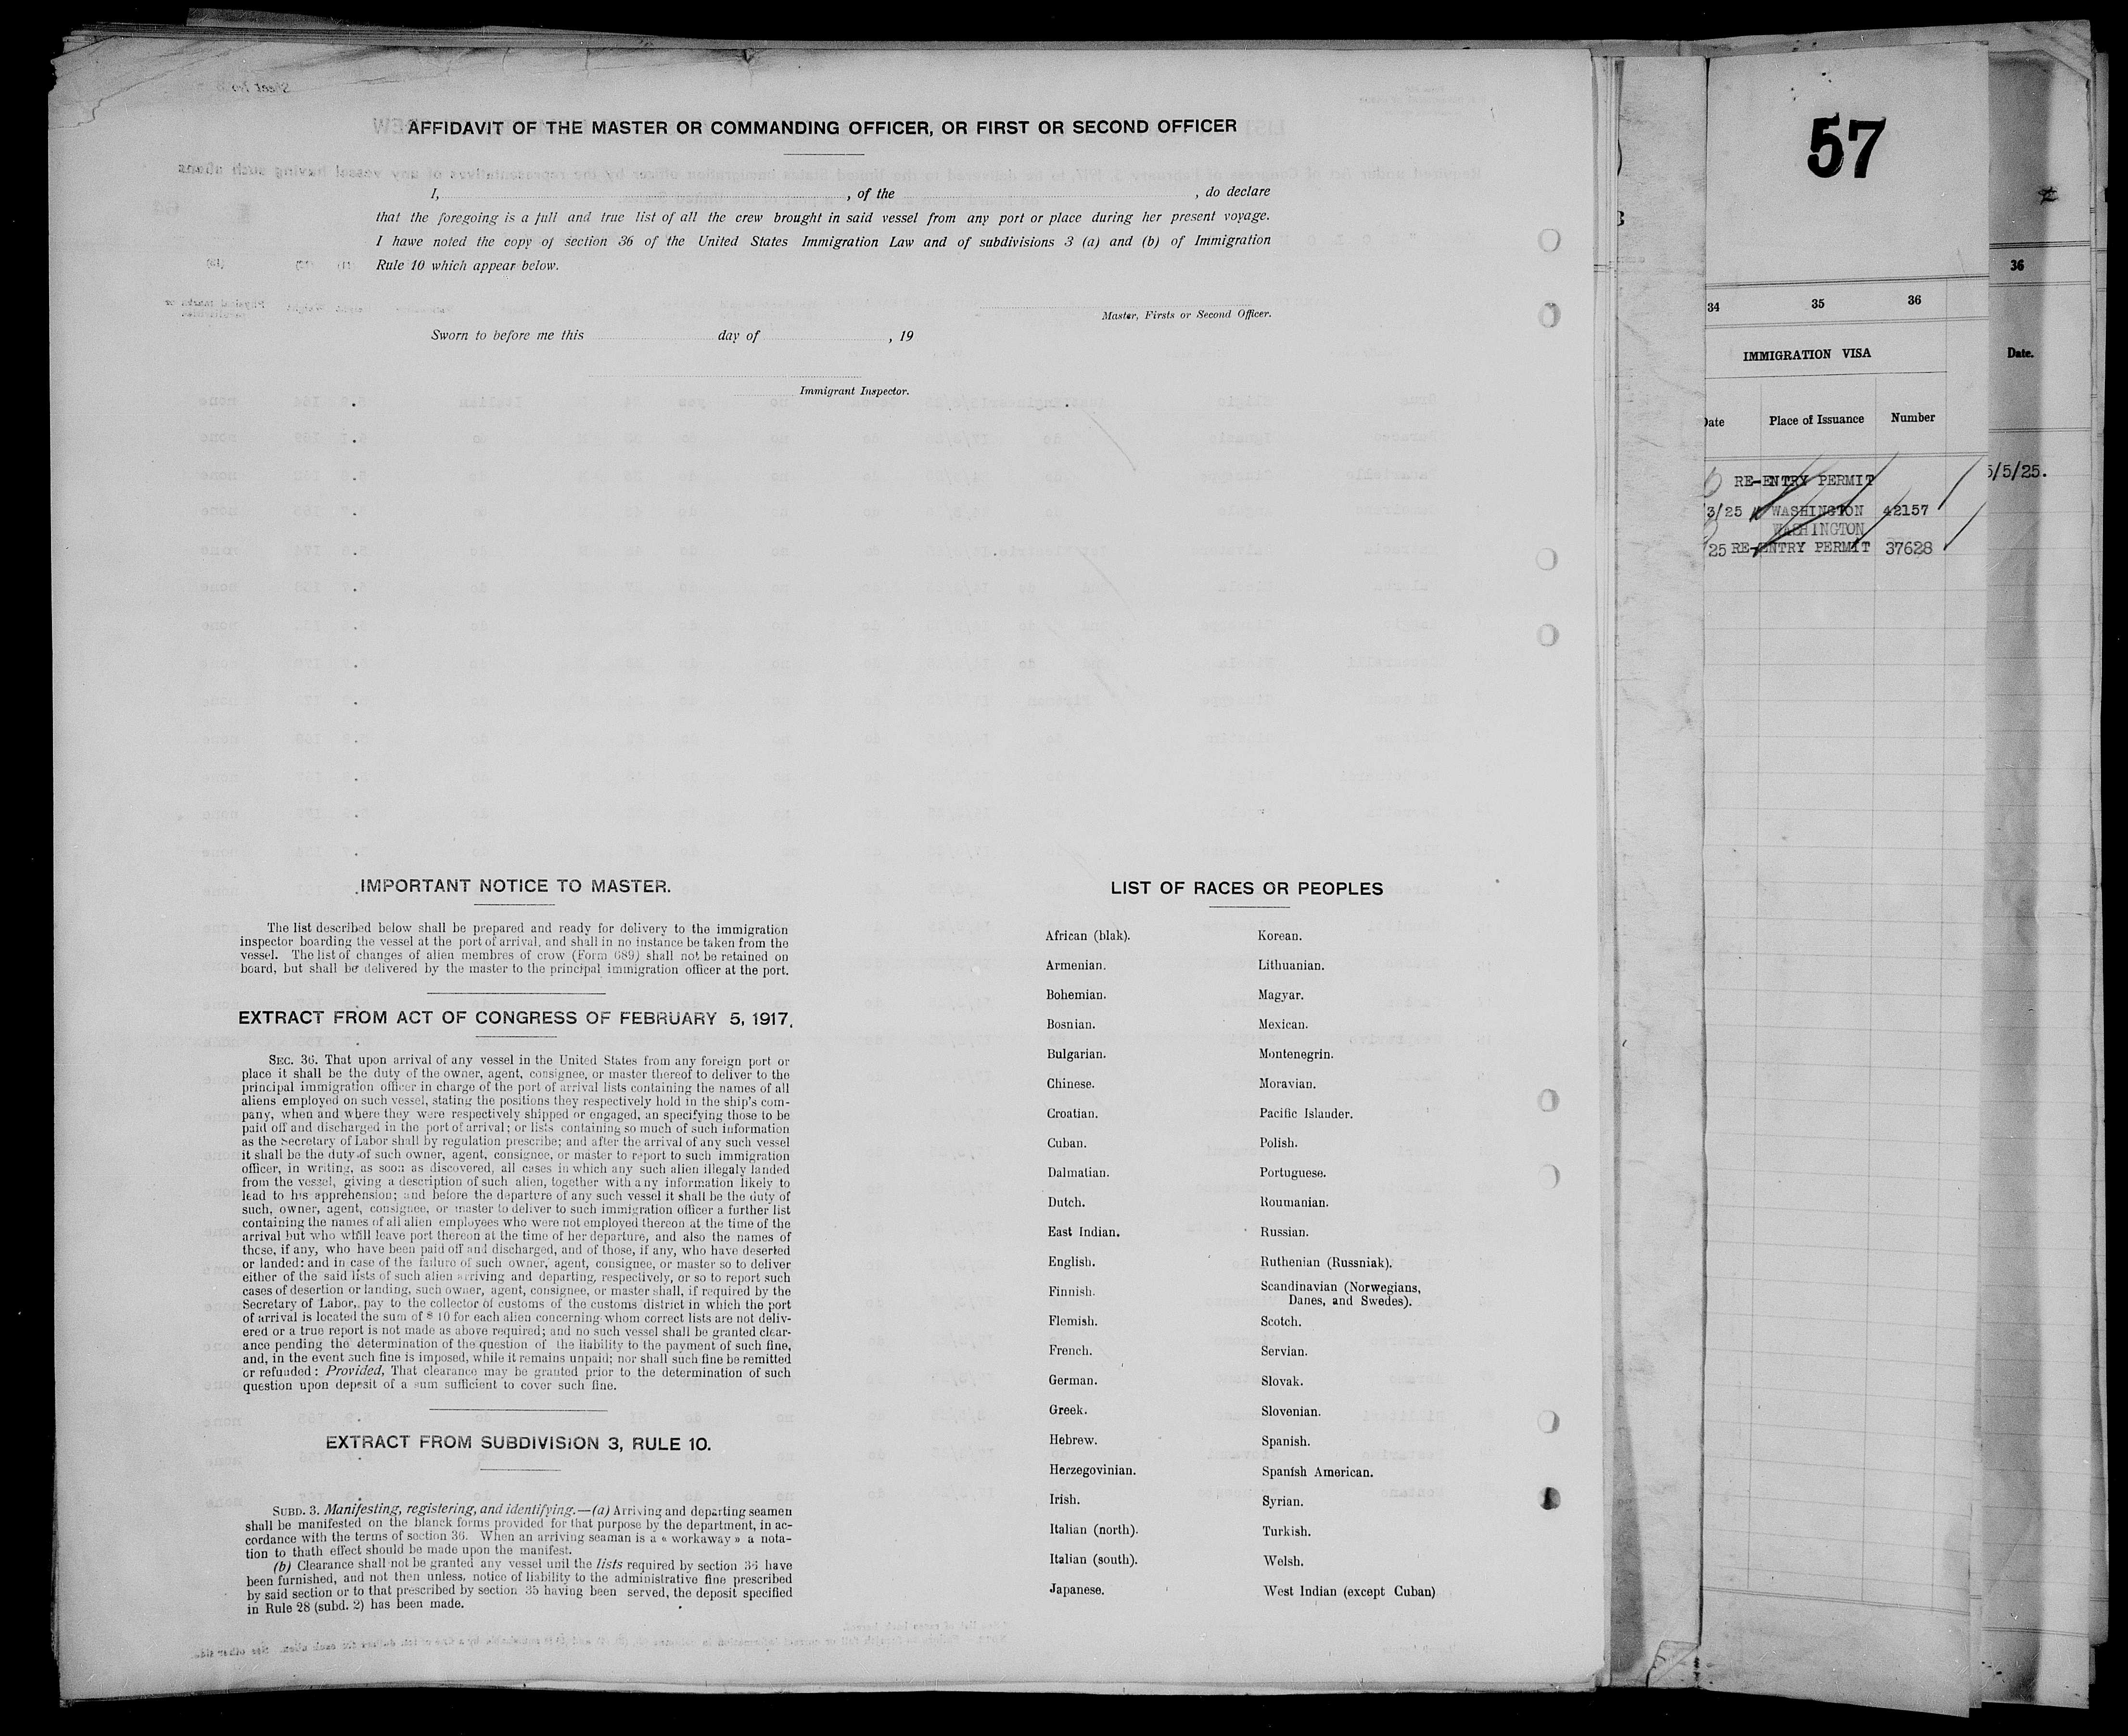 AFFIDAVIT OF THE MASTER OR COMMANDING OFFICER, OR FIRST OR SECOND OFFICER
I, , of the , do declare
that the foregoing is a full and true list of all the crew brought in said vessel from any port or place during her present voyage.
I hawe noted the copy of section 36 of the United States Immigration Law and of subdivisions 3 (a) and (b) of Immigration
Rule 10 which appear below.
Master, Firsts or Second Officer.
Sworn to before me this day of , 19
Immigrant Inspector.
IMPORTANT NOTICE TO MASTER.
The list described below shall be prepared and ready for delivery to the immigration
inspector boarding the vessel at the port of arrival, and shall in no instance be taken from the
vessel. The list of changes of alien membres of crow (Form 689) shall not be retained on
board, but shall be delivered by the master to the principal immigration officer at the port.
EXTRACT FROM ACT OF CONGRESS OF FEBRUARY 5, 1917.
SEC. 36. That upon arrival of any vessel in the United States from any foreign port or
place it shall be the duty of the owner, agent, consignee, or master thereof to deliver to the
principal immigration officer in charge of the port of arrival lists containing the names of all
aliens employed on such vessel, stating the positions they respectively hold in the ship's com-
pany, when and where they were respectively shipped or engaged, an specifying those to be
paid off and discharged in the port of arrival; or lists containing so much of such information
as the Secretary of Labor shall by regulation prescribe; and after the arrival of any such vessel
it shall be the duty of such owner, agent, consignee, or master to report to such immigration
officer, in writing, as soon as discovered, all cases in which any such alien illegally landed
from the vessel, giving a description of such alien, together with any information likely to
lead to his apprehension; and before the departure of any such vessel it shall be the duty of
such, owner, agent, consignee, or master to deliver to such immigration officer a further list
containing the names of all alien employees who were not employed thereon at the time of the
arrival but who whill leave port thereon at the time of her departure, and also the names of
these, if any, who have been paid off and discharged, and of those, if any, who have deserted
or landed: and in case of the failure of such owner, agent, consignee, or master so to deliver
either of the said lists of such alien arriving and departing, respectively, or so to report such
cases of desertion or landing, such owner, agent, consignee, or master shall, if required by the
Secretary of Labor, pay to the collector of customs of the customs district in which the port
of arrival is located the sum of $ 10 for each alien concerning whom correct lists are not deliv-
ered or a true report is not made as above required; and no such vessel shall be granted clear-
ance pending the determination of the question of the liability to the payment of such fine,
and, in the event such fine is imposed, while it remains unpaid; nor shall such fine be remitted
or refunded: Provided, That clearance may be granted prior to the determination of such
question upon deposit of a sum sufficient to cover such fine.
EXTRACT FROM SUBDIVISION 3, RULE 10.
SUBD. 3. Manifesting, registering, and identifying.—(a) Arriving and departing seamen
shall be manifested on the blanck forms provided for that purpose by the department, in ac-
cordance with the terms of section 36. When an arriving seaman is a « workaway » a nota-
tion to thath effect should be made upon the manifest.
(b) Clearance shall not be granted any vessel unil the lists required by section 36 have
been furnished, and not then unless, notice of liability to the administrative fine prescribed
by said section or to that prescribed by section 35 having been served, the deposit specified
in Rule 28 (subd. 2) has been made.
LIST OF RACES OR PEOPLES
African (blak).
Armenian.
Bohemian.
Bosnian.
Bulgarian.
Chinese.
Croatian.
Cuban.
Dalmatian.
Dutch.
East Indian.
English.
Finnish.
Flemish.
French.
German.
Greek.
Hebrew.
Herzegovinian.
Irish.
Italian (north).
Italian (south).
Japanese.
Korean.
Lithuanian.
Magyar.
Mexican.
Montenegrin.
Moravian.
Pacific Islander.
Polish.
Portuguese.
Roumanian.
Russian.
Ruthenian (Russniak).
Scandinavian (Norwegians,
Danes, and Swedes).
Scotch.
Servian.
Slovak.
Slovenian.
Spanish.
Spanish American.
Syrian.
Turkish.
Welsh.
West Indian (except Cuban)
57
34 35 36
IMMIGRATION VISA
Date Place of Issuance Number
RE-ENTRY PERMIT
3/25 WASHINGTON 42157
WASHINGTON
25 RE-ENTRY PERMIT 37628
36
Date.
5/5/25.